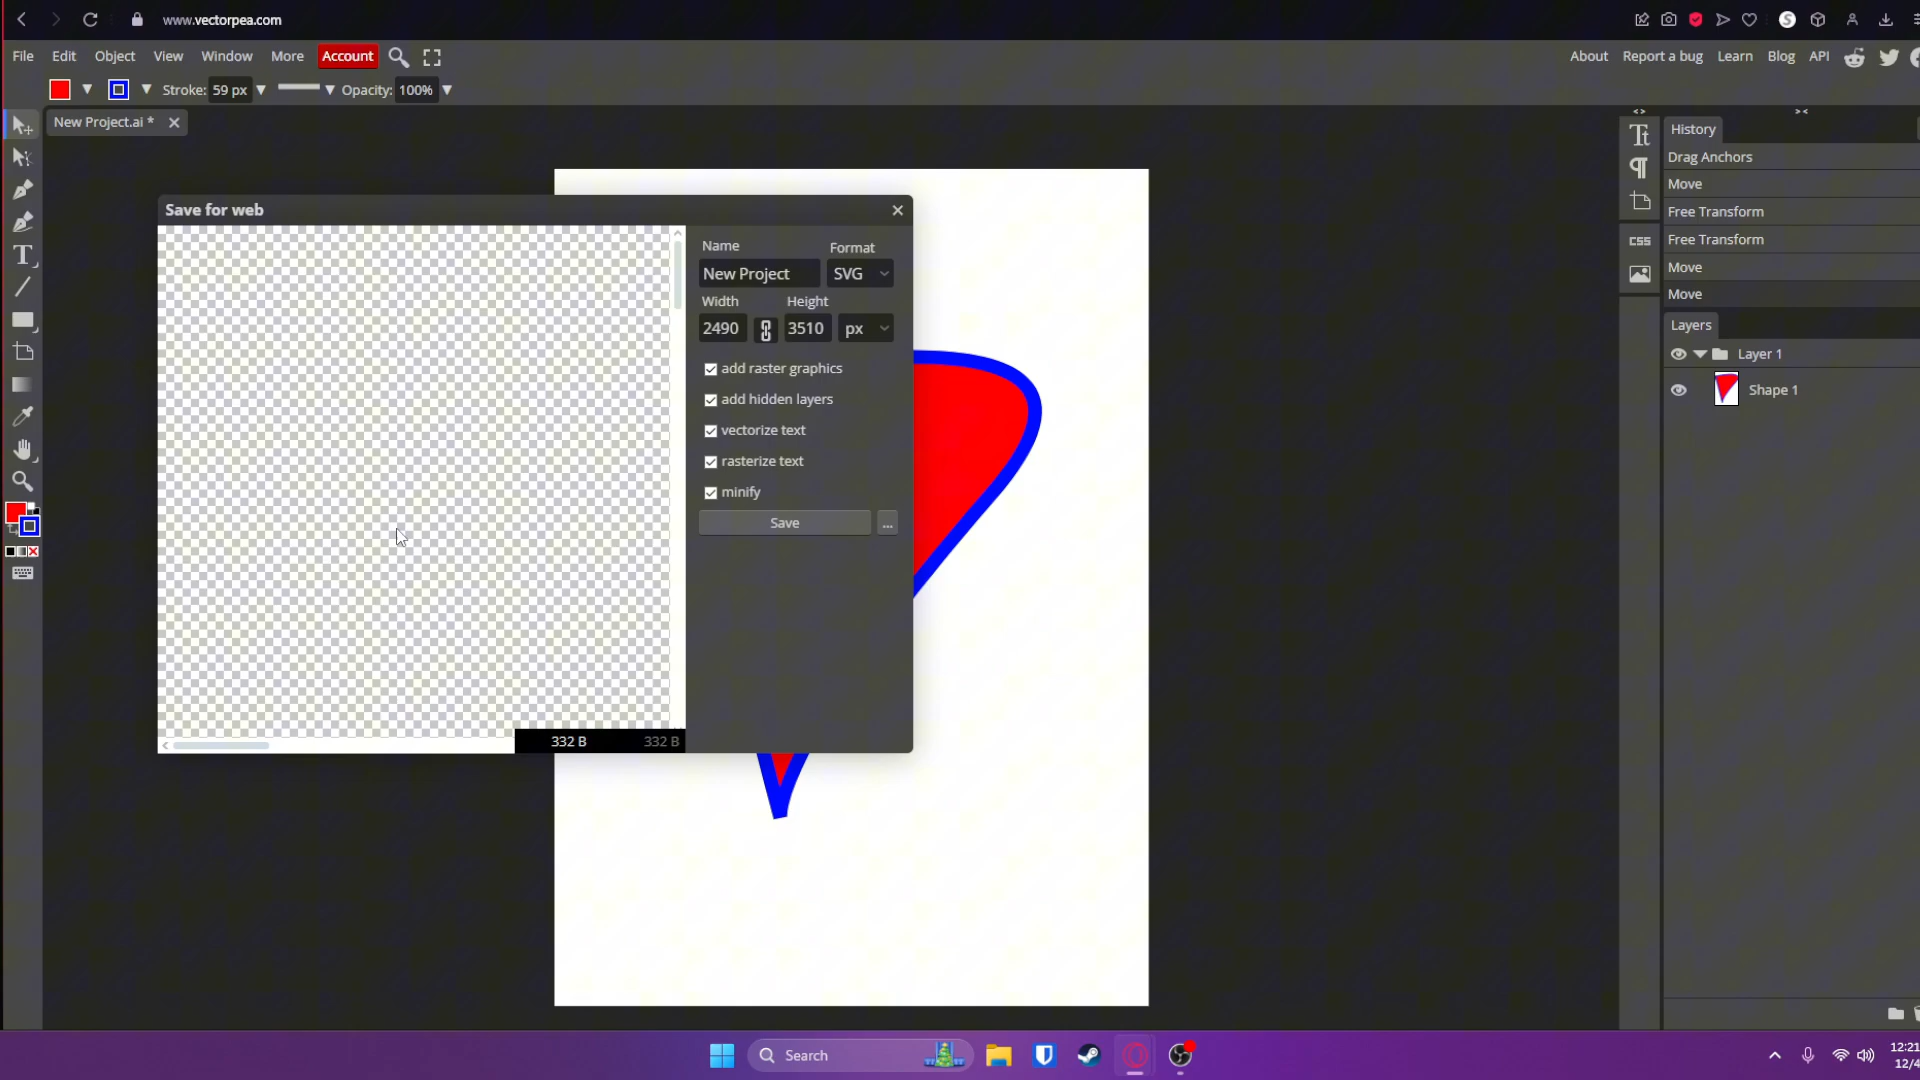 www.vectorpea.com
File Edit Object View Window More Account
About Report a bug Learn Blog API
Stroke: 59 px Opacity: 100%
New Project.ai *
History
Drag Anchors
Move
Free Transform
Free Transform
Move
Move
Layers
Layer 1
Shape 1
Tt
CSS
T
Save for web
Name Format
New Project SVG
Width Height
2490 3510 px
add raster graphics
add hidden layers
vectorize text
rasterize text
minify
Save ...
332 B 332 B
Search
12:21
12/4